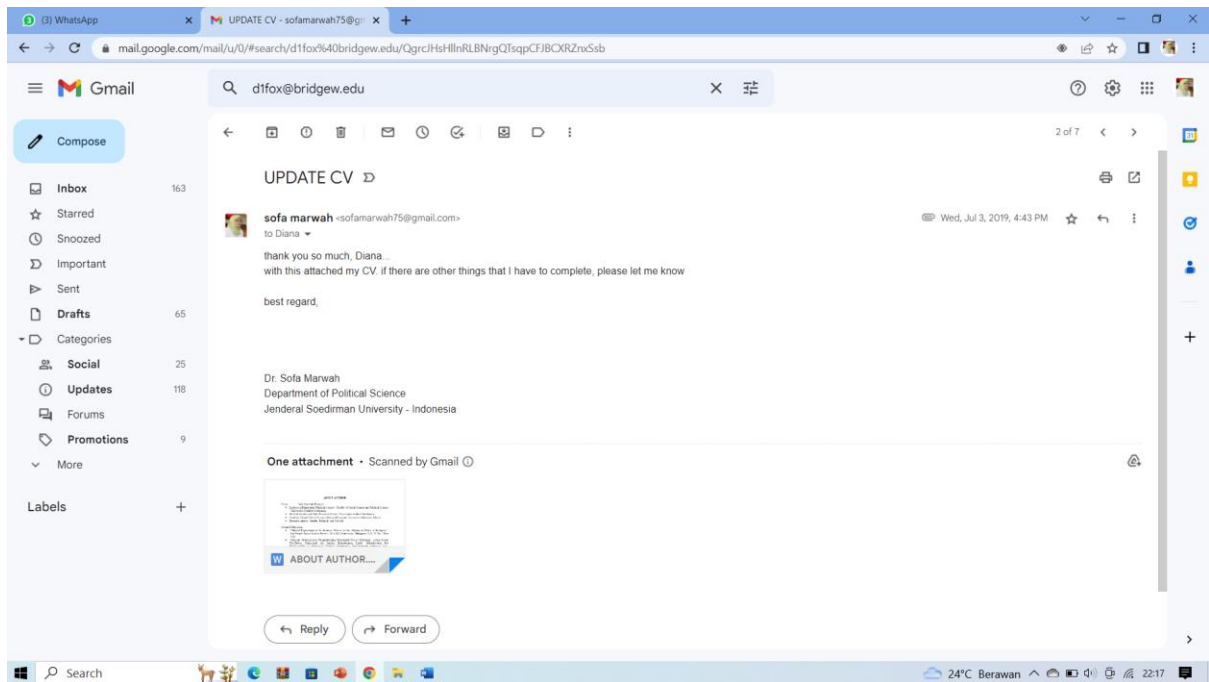 (3) WhatsApp
UPDATE CV - sofamarwah75@gm
mail.google.com/mail/u/0/#search/d1fox%40bridgew.edu/QgrcJHsHllnRLBNrgQTsqpCFJBCXRZnxSsb
Gmail
d1fox@bridgew.edu
Compose
2 of 7
31
UPDATE CV
Inbox 163
Starred
Snoozed
Important
Sent
Drafts 65
Categories
Social 25
Updates 118
Forums
Promotions 9
More
Labels
sofa marwah <sofamarwah75@gmail.com>
Wed, Jul 3, 2019, 4:43 PM
to Diana
thank you so much, Diana...
with this attached my CV. if there are other things that I have to complete, please let me know
best regard,
Dr. Sofa Marwah
Department of Political Science
Jenderal Soedirman University - Indonesia
One attachment • Scanned by Gmail
ABOUT AUTHOR
W ABOUT AUTHOR....
Reply
Forward
Search
24°C Berawan
22:17